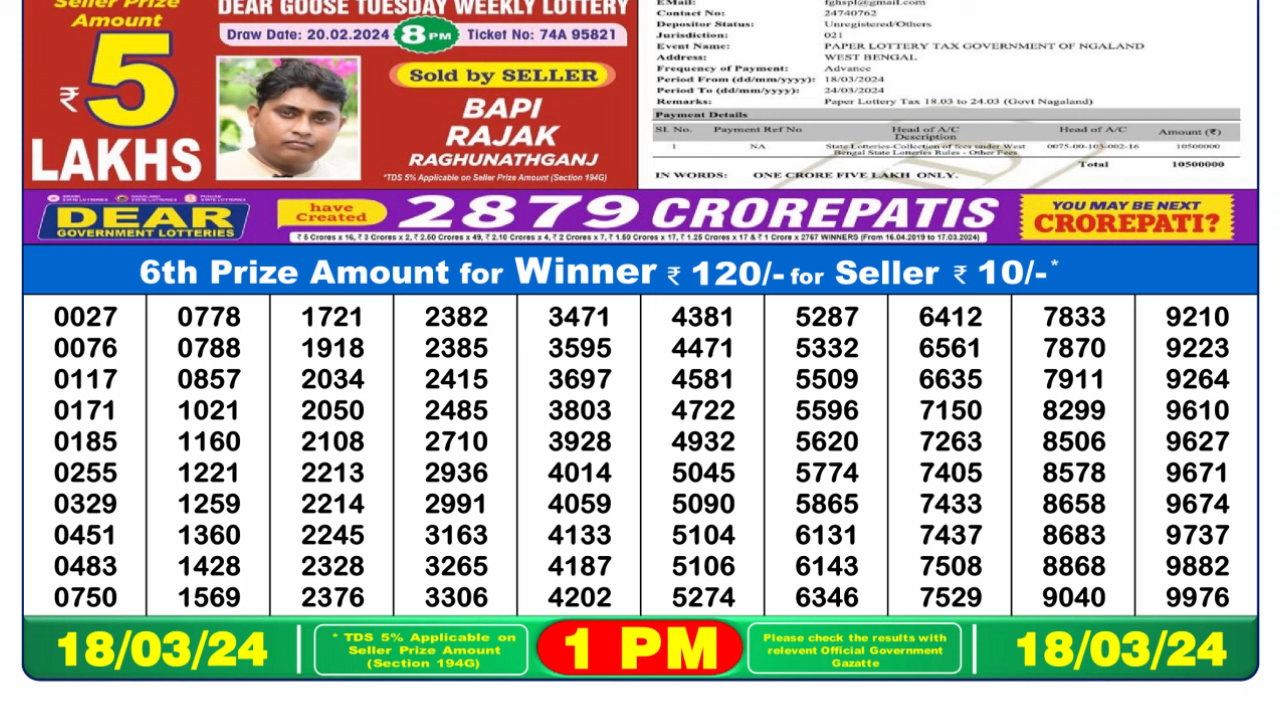 Seller Prize
Amount
₹ 5
LAKHS
DEAR GOOSE TUESDAY WEEKLY LOTTERY
Draw Date: 20.02.2024 8 PM Ticket No: 74A 95821
Sold by SELLER
BAPI
RAJAK
RAGHUNATHGANJ
*TDS 5% Applicable on Seller Prize Amount (Section 194G)
EMail: fghspl@gmail.com
Contact No: 24740762
Depositor Status: Unregistered/Others
Jurisdiction: 021
Event Name: PAPER LOTTERY TAX GOVERNMENT OF NGALAND
Address: WEST BENGAL
Frequency of Payment: Advance
Period From (dd/mm/yyyy): 18/03/2024
Period To (dd/mm/yyyy): 24/03/2024
Remarks: Paper Lottery Tax 18.03 to 24.03 (Govt Nagaland)
Payment Details
Sl. No. Payment Ref No Head of A/C Description Head of A/C Amount (₹)
1 NA State Lotteries-Collection of fees under West Bengal State Lotteries Rules - Other Fees 0075-00-103-002-16 10500000
Total 10500000
IN WORDS: ONE CRORE FIVE LAKH ONLY.
DEAR
GOVERNMENT LOTTERIES
have
Created
2879 CROREPATIS
₹ 5 Crores x 16, ₹ 3 Crores x 2, ₹ 2.50 Crores x 49, ₹ 2.10 Crores x 4, ₹ 2 Crores x 7, ₹ 1.50 Crores x 17, ₹ 1.25 Crores x 17 & ₹ 1 Crore x 2767 WINNERS (From 16.04.2019 to 17.03.2024)
YOU MAY BE NEXT
CROREPATI?
6th Prize Amount for Winner ₹ 120/- for Seller ₹ 10/-*
0027 0778 1721 2382 3471 4381 5287 6412 7833 9210
0076 0788 1918 2385 3595 4471 5332 6561 7870 9223
0117 0857 2034 2415 3697 4581 5509 6635 7911 9264
0171 1021 2050 2485 3803 4722 5596 7150 8299 9610
0185 1160 2108 2710 3928 4932 5620 7263 8506 9627
0255 1221 2213 2936 4014 5045 5774 7405 8578 9671
0329 1259 2214 2991 4059 5090 5865 7433 8658 9674
0451 1360 2245 3163 4133 5104 6131 7437 8683 9737
0483 1428 2328 3265 4187 5106 6143 7508 8868 9882
0750 1569 2376 3306 4202 5274 6346 7529 9040 9976
18/03/24
* TDS 5% Applicable on
Seller Prize Amount
(Section 194G)
1 PM
Please check the results with
relevent Official Government
Gazatte
18/03/24